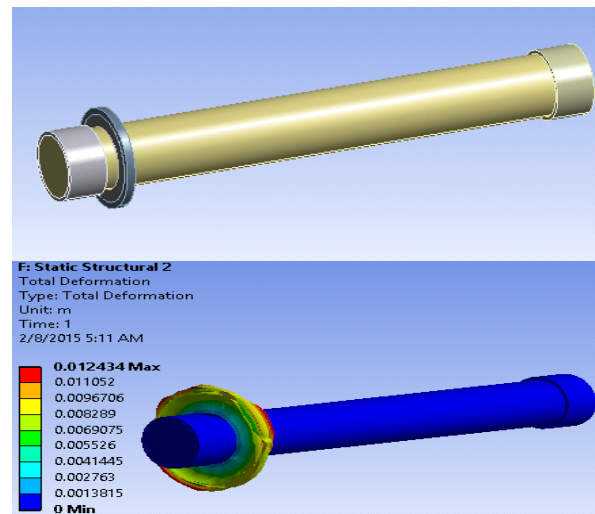 F: Static Structural 2
Total Deformation
Type: Total Deformation
Unit: m
Time: 1
2/8/2015 5:11 AM
0.012434 Max
0.011052
0.0096706
0.008289
0.0069075
0.005526
0.0041445
0.002763
0.0013815
0 Min